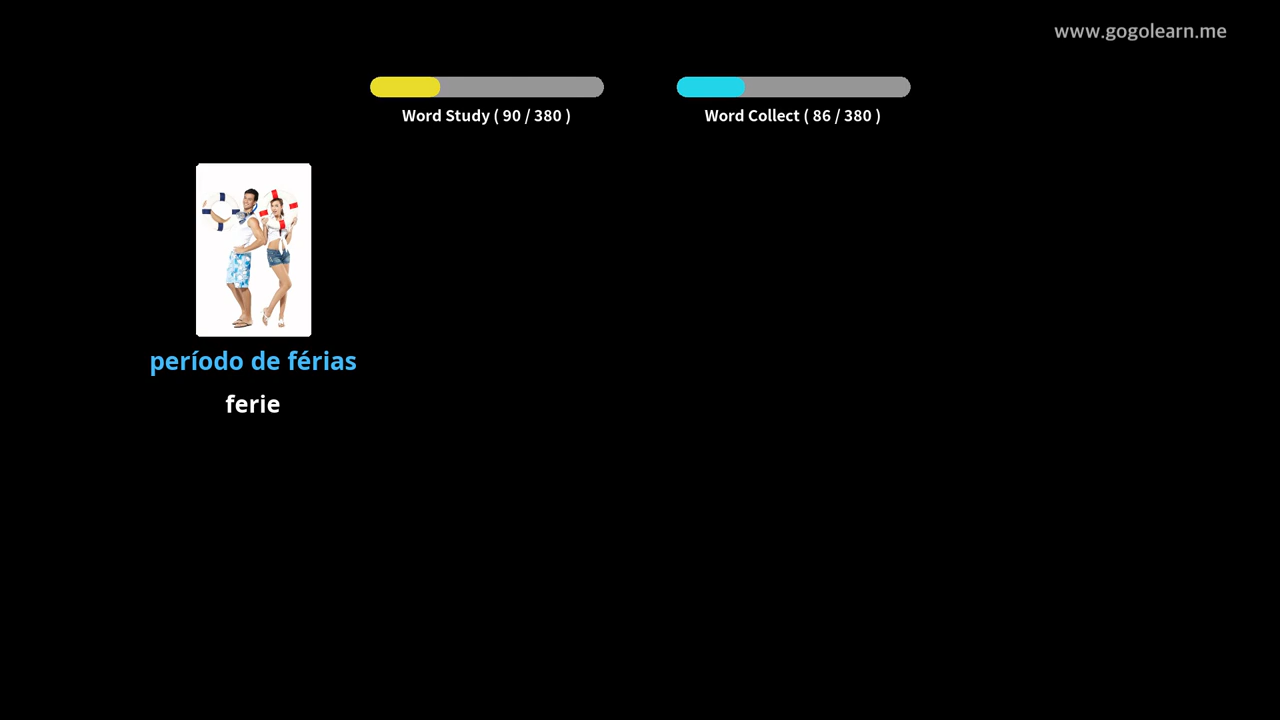 www.gogolearn.me
Word Study ( 90 / 380 )
Word Collect ( 86 / 380 )
período de férias
ferie